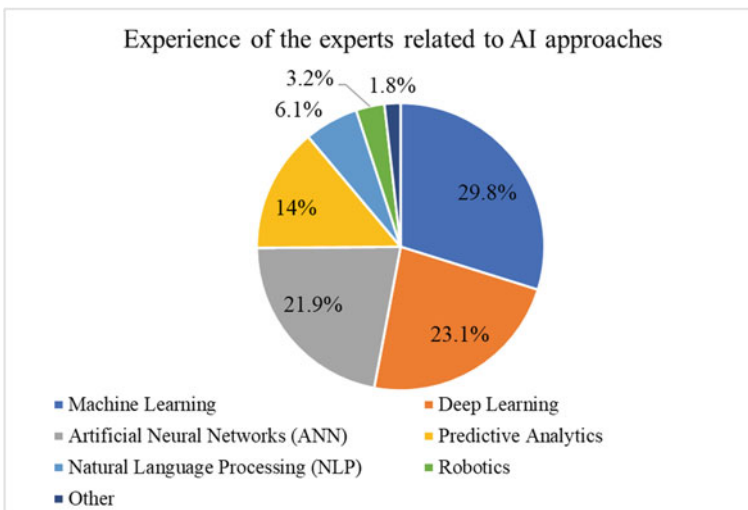 Experience of the experts related to AI approaches
3.2%
1.8%
6.1%
29.8%
14%
21.9%
23.1%
Machine Learning
Deep Learning
Artificial Neural Networks (ANN)
Predictive Analytics
Natural Language Processing (NLP)
Robotics
Other